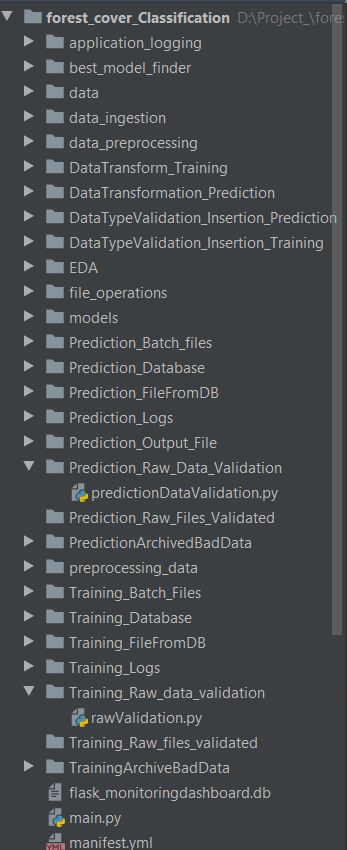 forest_cover_Classification D:\Project_\fore
application_logging
best_model_finder
data
data_ingestion
data_preprocessing
DataTransform_Training
DataTransformation_Prediction
DataTypeValidation_Insertion_Prediction
DataTypeValidation_Insertion_Training
EDA
file_operations
models
Prediction_Batch_files
Prediction_Database
Prediction_FileFromDB
Prediction_Logs
Prediction_Output_File
Prediction_Raw_Data_Validation
predictionDataValidation.py
Prediction_Raw_Files_Validated
PredictionArchivedBadData
preprocessing_data
Training_Batch_Files
Training_Database
Training_FileFromDB
Training_Logs
Training_Raw_data_validation
rawValidation.py
Training_Raw_files_validated
TrainingArchiveBadData
flask_monitoringdashboard.db
main.py
manifest.yml